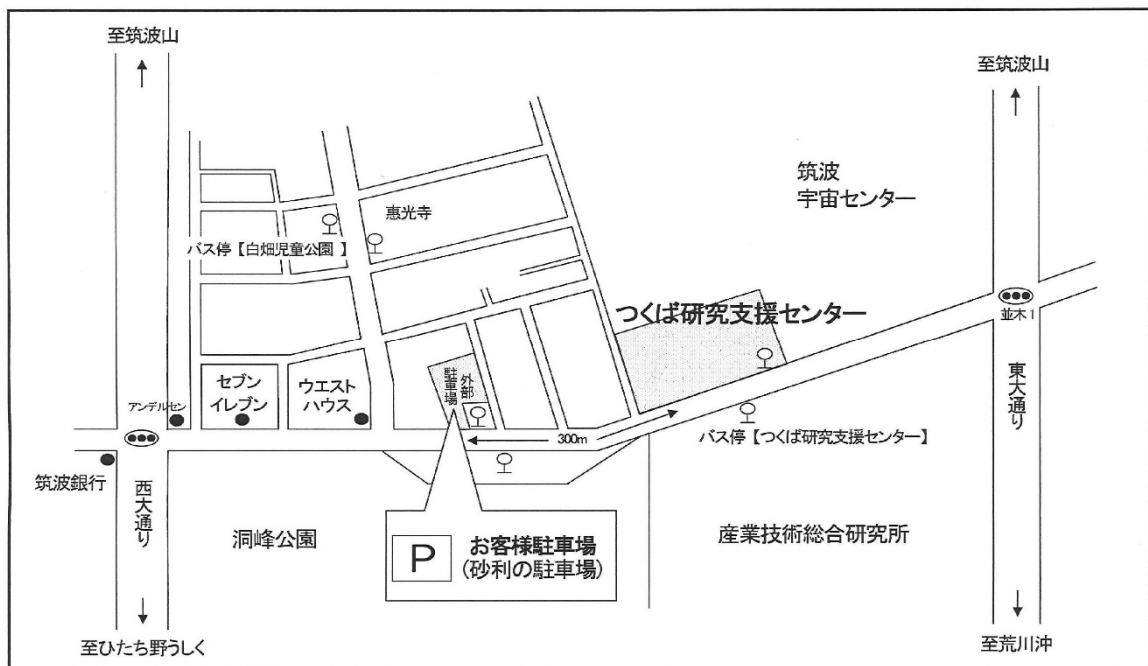 至筑波山
至筑波山
筑波
宇宙センター
恵光寺
バス停【白畑児童公園】
つくば研究支援センター
並木1
東大通り
セブン
イレブン
ウエスト
ハウス
外部
駐車場
アンデルセン
300m
バス停【つくば研究支援センター】
筑波銀行
西大通り
洞峰公園
P
お客様駐車場
(砂利の駐車場)
産業技術総合研究所
至ひたち野うしく
至荒川沖